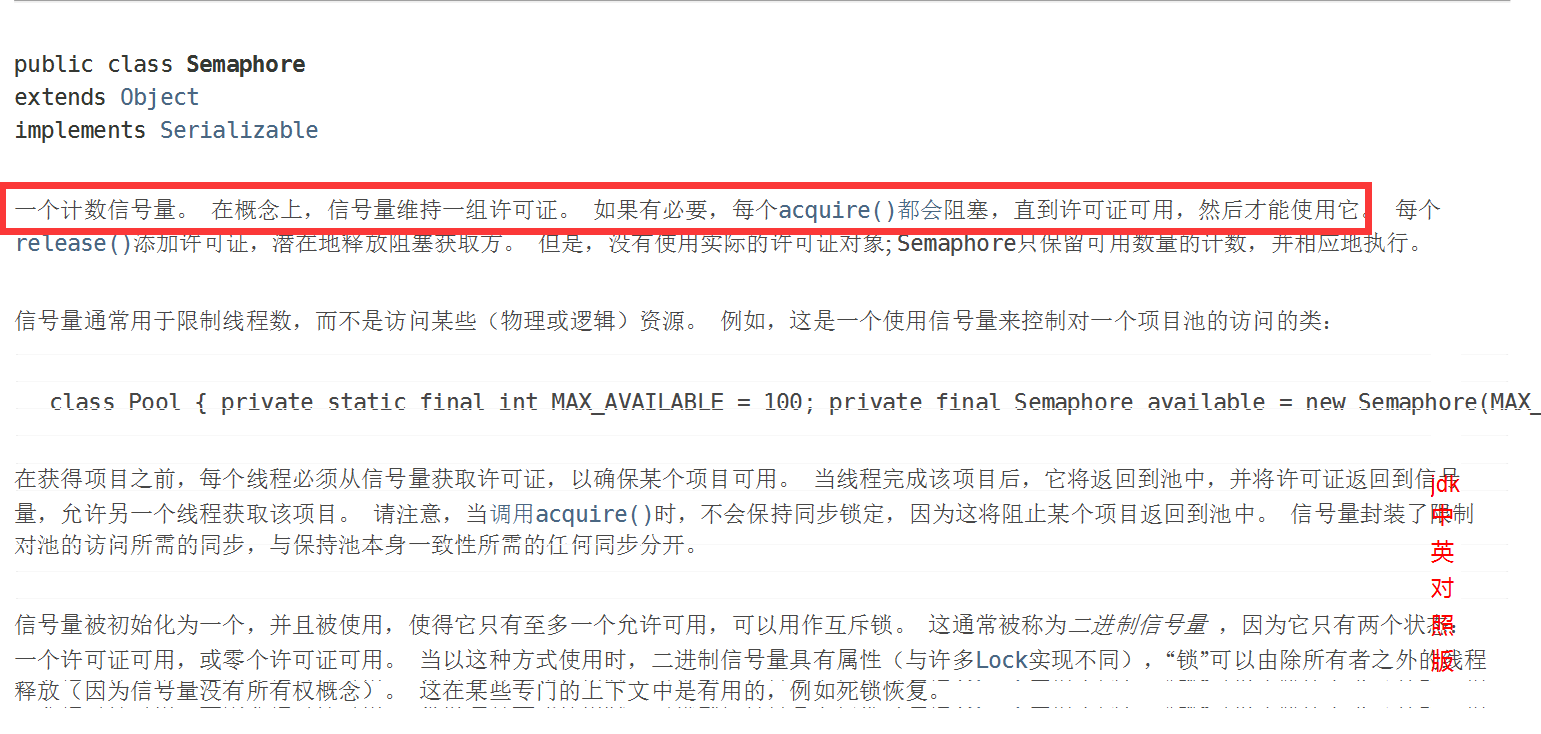 public class Semaphore
extends Object
implements Serializable
一个计数信号量。 在概念上，信号量维持一组许可证。 如果有必要，每个acquire()都会阻塞，直到许可证可用，然后才能使用它。 每个
release()添加许可证，潜在地释放阻塞获取方。 但是，没有使用实际的许可证对象; Semaphore只保留可用数量的计数，并相应地执行。
信号量通常用于限制线程数，而不是访问某些（物理或逻辑）资源。 例如，这是一个使用信号量来控制对一个项目池的访问的类：
class Pool { private static final int MAX_AVAILABLE = 100; private final Semaphore available = new Semaphore(MAX_
在获得项目之前，每个线程必须从信号量获取许可证，以确保某个项目可用。 当线程完成该项目后，它将返回到池中，并将许可证返回到信号
量，允许另一个线程获取该项目。 请注意，当调用acquire()时，不会保持同步锁定，因为这将阻止某个项目返回到池中。 信号量封装了限制
对池的访问所需的同步，与保持池本身一致性所需的任何同步分开。
信号量被初始化为一个，并且被使用，使得它只有至多一个允许可用，可以用作互斥锁。 这通常被称为二进制信号量 ，因为它只有两个状态：
一个许可证可用，或零个许可证可用。 当以这种方式使用时，二进制信号量具有属性（与许多Lock实现不同），“锁”可以由除所有者之外的线程
释放（因为信号量没有所有权概念）。 这在某些专门的上下文中是有用的，例如死锁恢复。
jdk
中
英
对
照
版